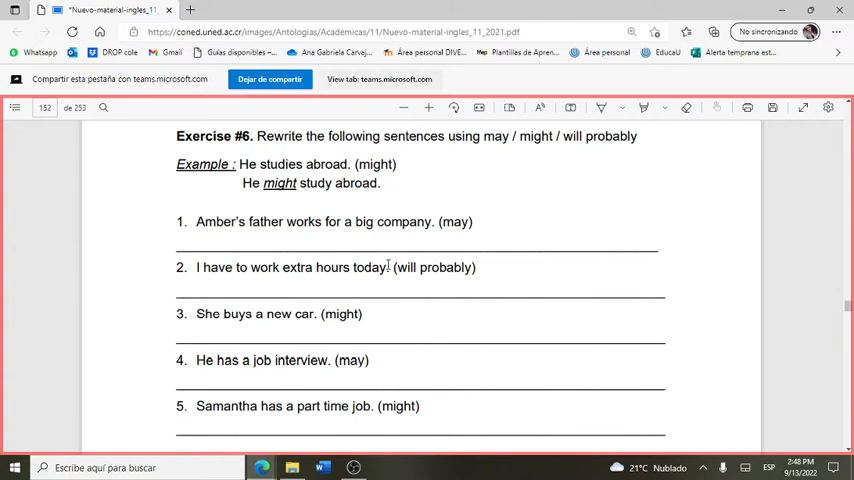 *Nuevo-material-ingles_11_
https://coned.uned.ac.cr/images/Antologias/Academicas/11/Nuevo-material-ingles_11_2021.pdf
No sincronizando
Whatsapp DROP cole Gmail Guías disponibles –... Ana Gabriela Carvaj... Área personal DIVE... Plantillas de Apren... Área personal EducaU Alerta temprana est...
Compartir esta pestaña con teams.microsoft.com Dejar de compartir View tab: teams.microsoft.com
152 de 253
Exercise #6. Rewrite the following sentences using may / might / will probably
Example : He studies abroad. (might)
He might study abroad.
1. Amber's father works for a big company. (may)
2. I have to work extra hours today. (will probably)
3. She buys a new car. (might)
4. He has a job interview. (may)
5. Samantha has a part time job. (might)
Escribe aquí para buscar
21°C Nublado
ESP
2:48 PM
9/13/2022